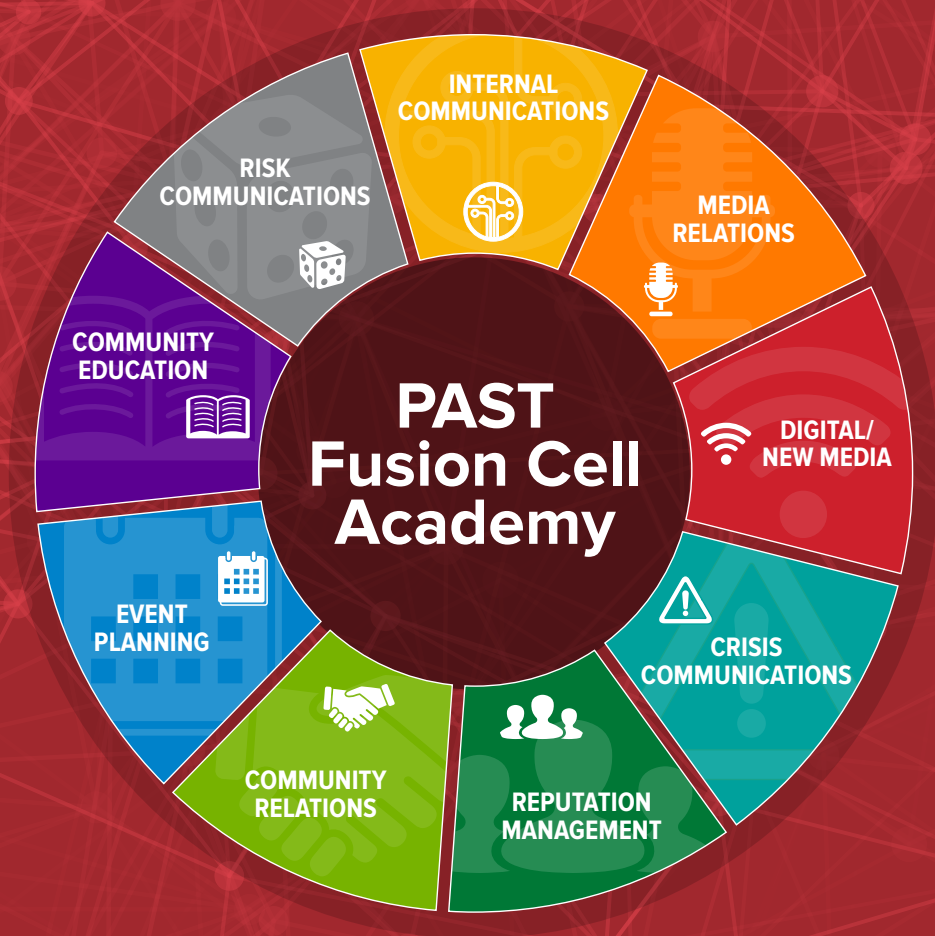 INTERNAL
COMMUNICATIONS
MEDIA
RELATIONS
DIGITAL/
NEW MEDIA
CRISIS
COMMUNICATIONS
REPUTATION
MANAGEMENT
COMMUNITY
RELATIONS
EVENT
PLANNING
COMMUNITY
EDUCATION
RISK
COMMUNICATIONS
PAST
Fusion Cell
Academy